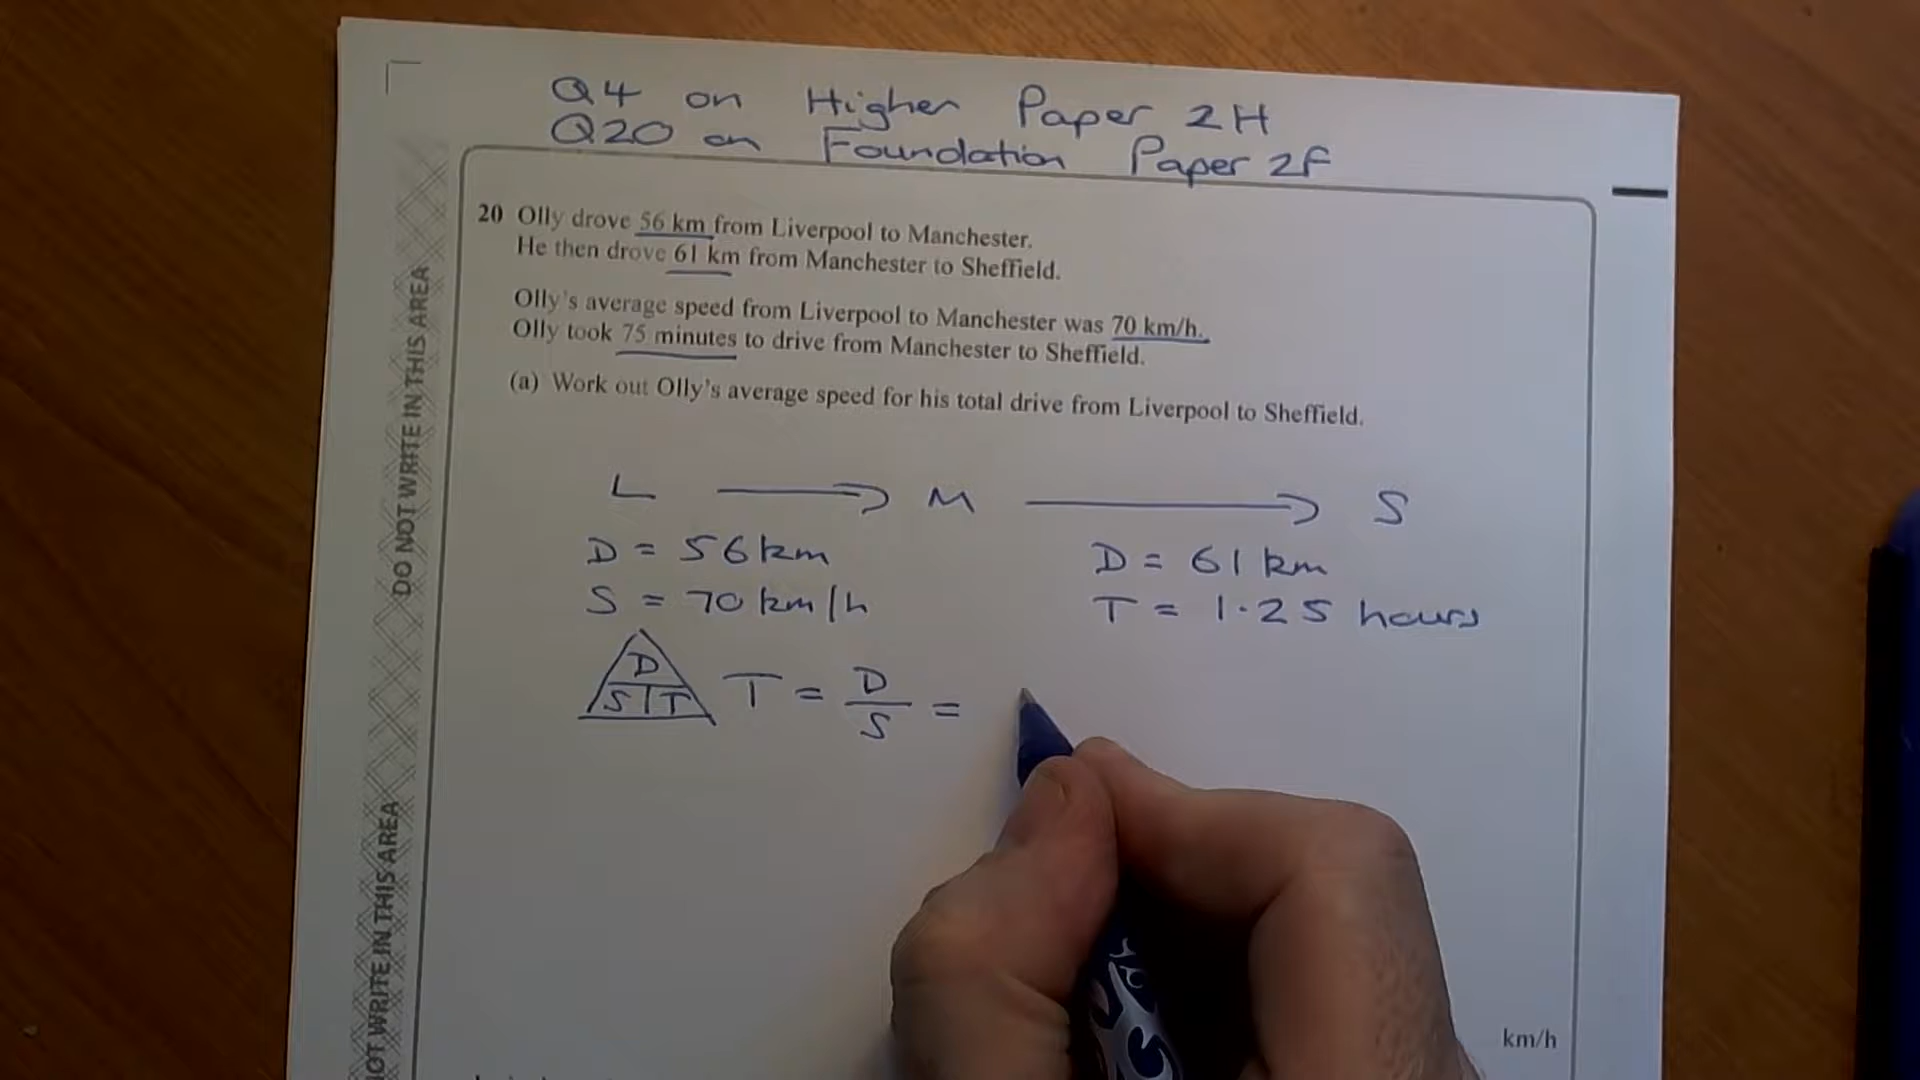 Q4 on Higher Paper 2H
Q20 on Foundation Paper 2F
20 Olly drove 56 km from Liverpool to Manchester.
He then drove 61 km from Manchester to Sheffield.
Olly's average speed from Liverpool to Manchester was 70 km/h.
Olly took 75 minutes to drive from Manchester to Sheffield.
(a) Work out Olly's average speed for his total drive from Liverpool to Sheffield.
L → M → S
D = 56 km D = 61 km
S = 70 km/h T = 1.25 hours
D
S T
T = D/S =
km/h
DO NOT WRITE IN THIS AREA
NOT WRITE IN THIS AREA